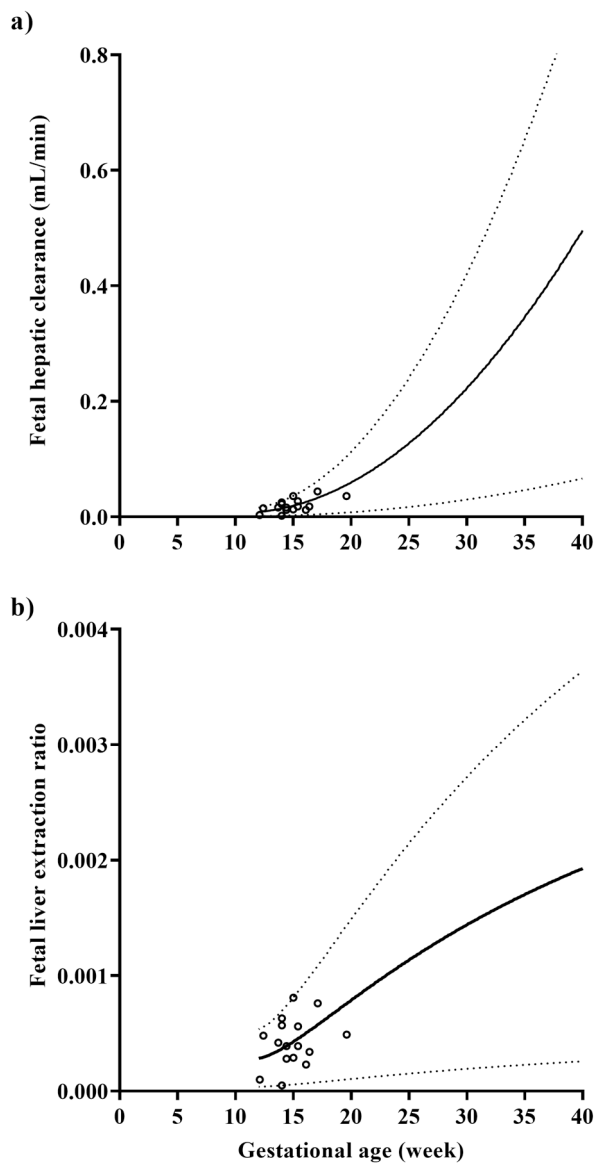 a)
Fetal hepatic clearance (mL/min)
0.8
0.6
0.4
0.2
0.0
0 5 10 15 20 25 30 35 40
b)
Fetal liver extraction ratio
0.004
0.003
0.002
0.001
0.000
0 5 10 15 20 25 30 35 40
Gestational age (week)